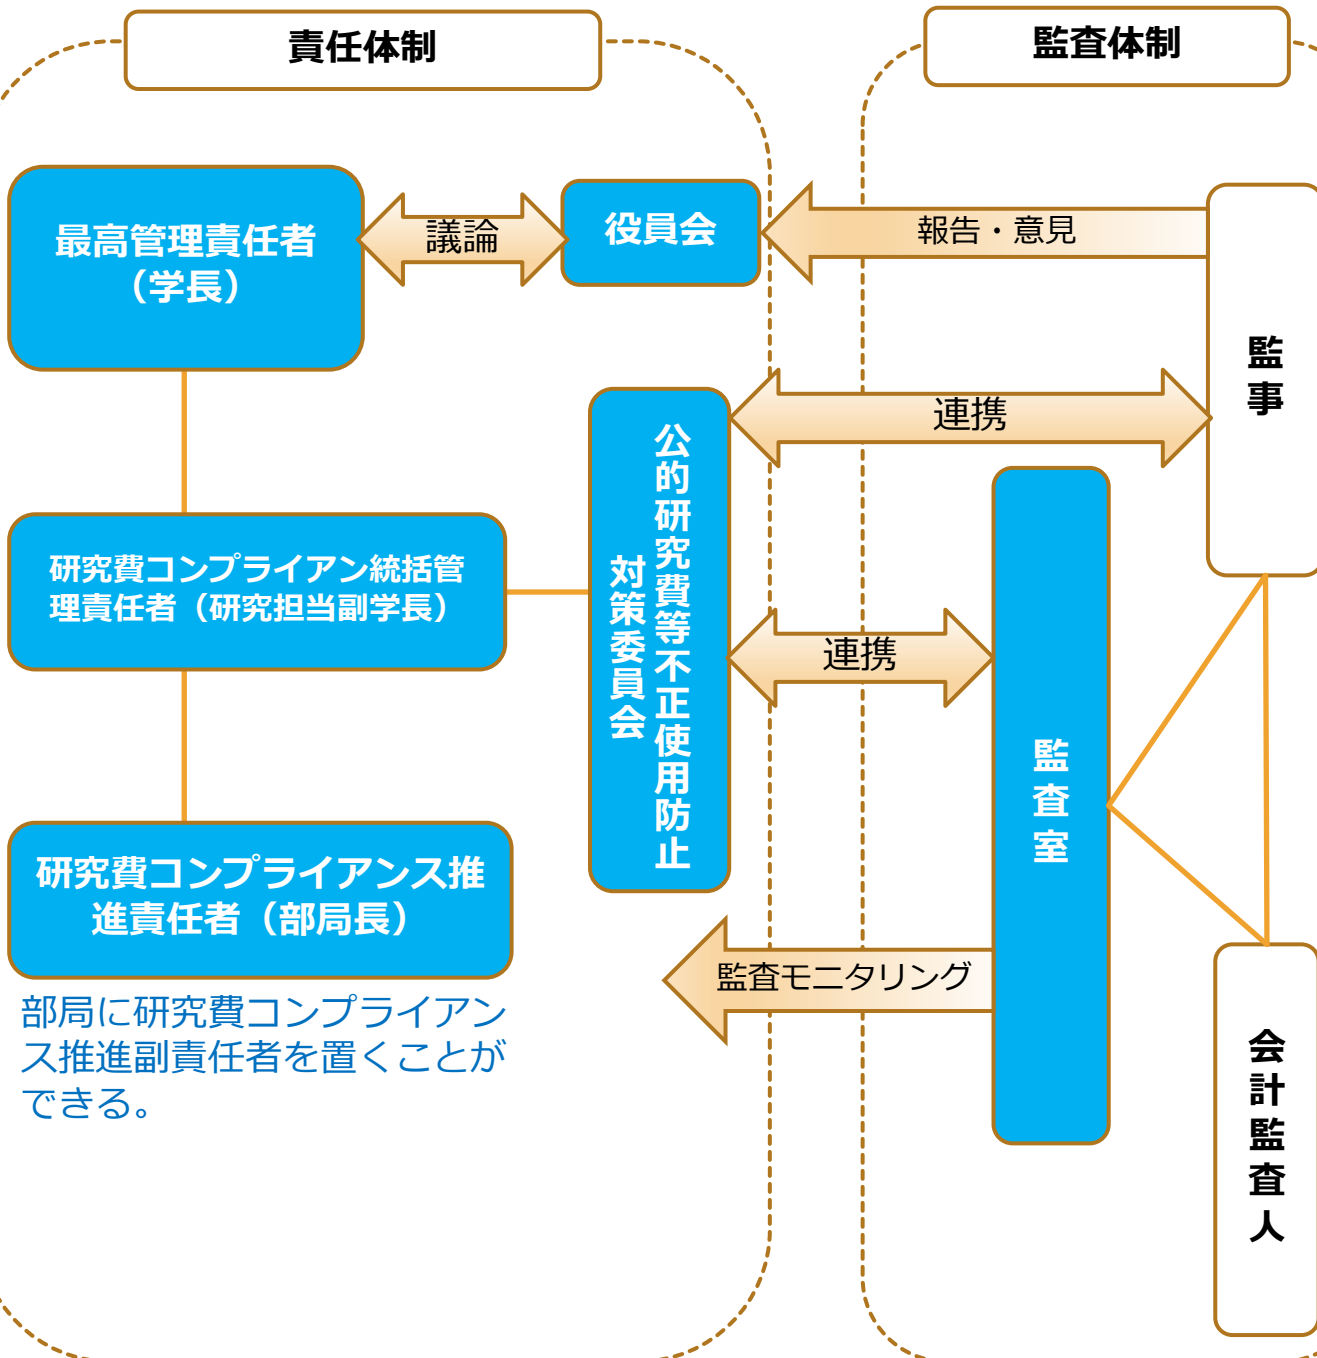 責任体制
監査体制
最高管理責任者
（学長）
議論
役員会
報告・意見
監事
連携
公的研究費等不正使用防止
対策委員会
研究費コンプライアン統括管
理責任者（研究担当副学長）
連携
監査室
研究費コンプライアンス推
進責任者（部局長）
監査モニタリング
部局に研究費コンプライアン
ス推進副責任者を置くことが
できる。
会計監査人